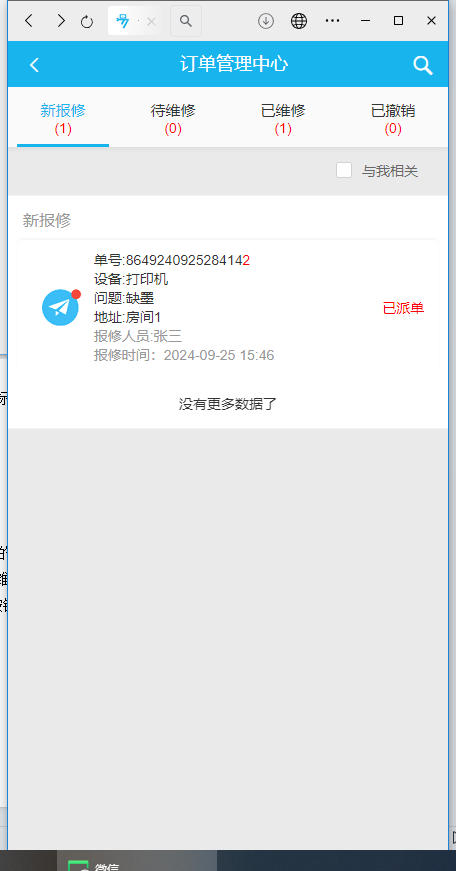 订单管理中心
新报修
(1)
待维修
(0)
已维修
(1)
已撤销
(0)
与我相关
新报修
单号:8649240925284142
设备:打印机
问题:缺墨
地址:房间1
已派单
报修人员:张三
报修时间：2024-09-25 15:46
没有更多数据了
微信